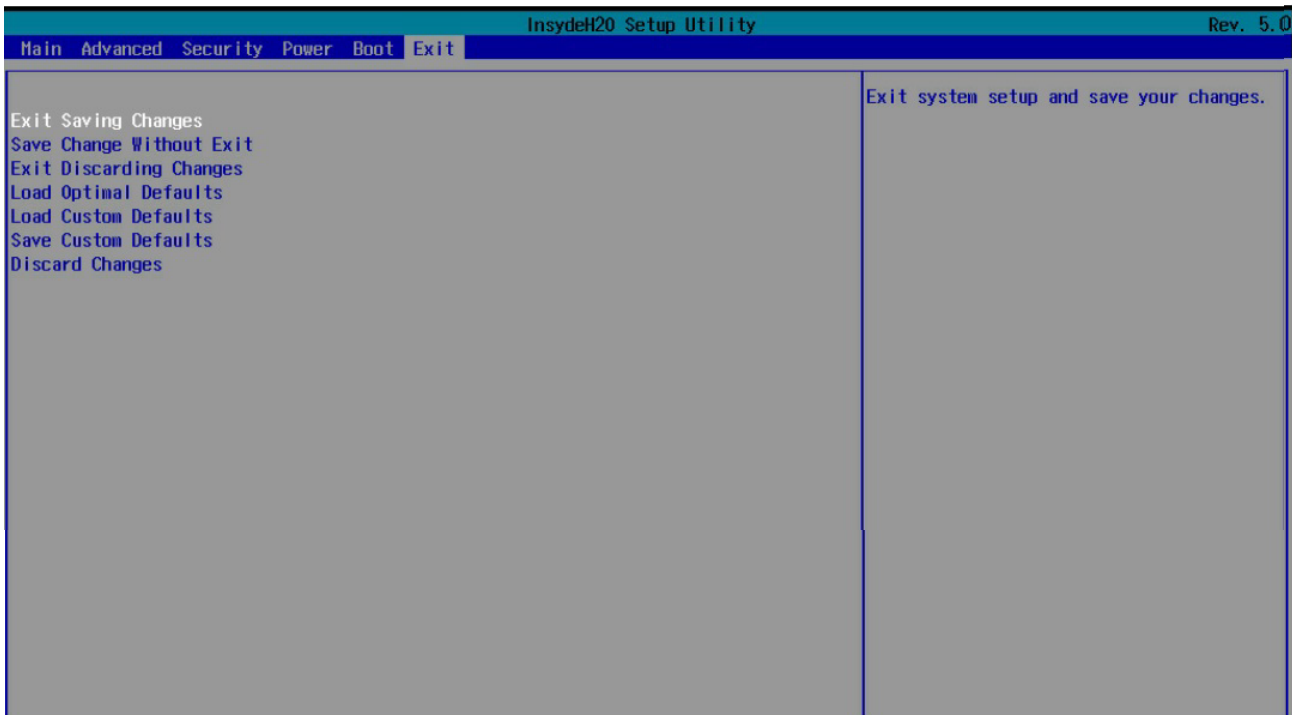 InsydeH2O Setup Utility Rev. 5.0
Main Advanced Security Power Boot Exit
Exit system setup and save your changes.
Exit Saving Changes
Save Change Without Exit
Exit Discarding Changes
Load Optimal Defaults
Load Custom Defaults
Save Custom Defaults
Discard Changes